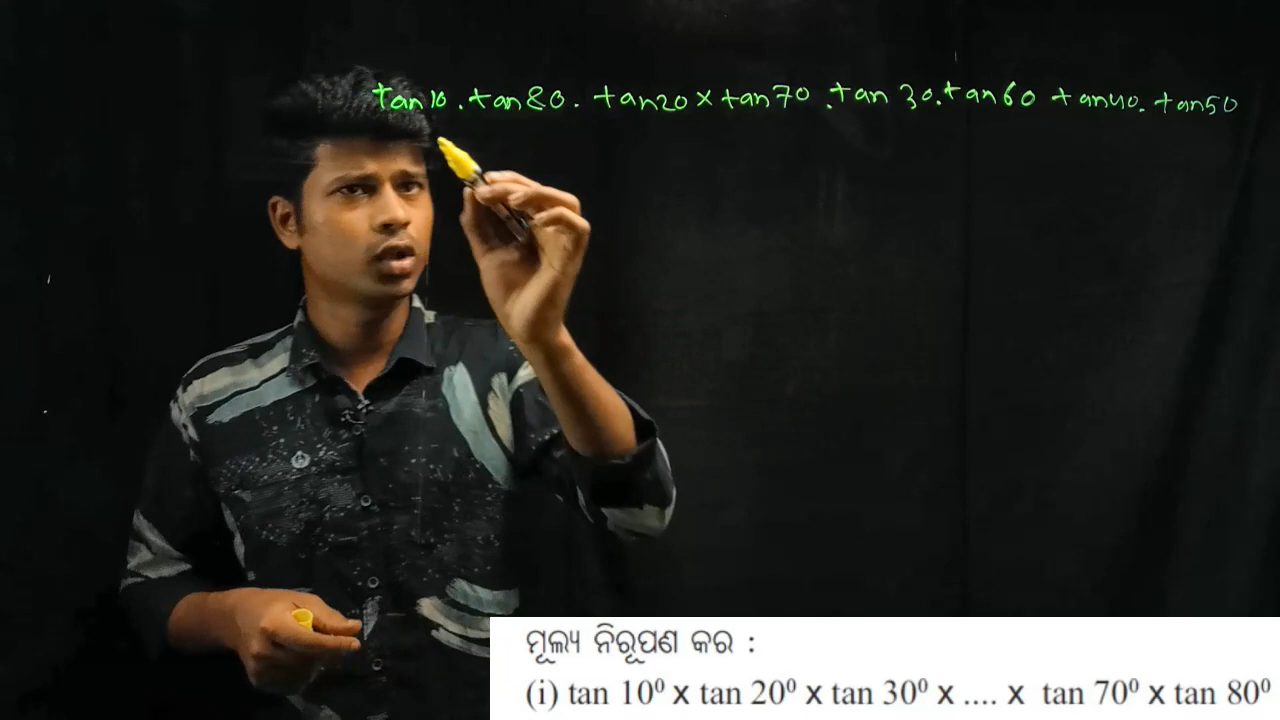 tan10 . tan80 . tan20 × tan70 . tan 30 . tan60 tan40 . tan50
ମୂଲ୍ୟ ନିରୂପଣ କର :
(i) tan 10⁰ x tan 20⁰ x tan 30⁰ x .... x tan 70⁰ x tan 80⁰